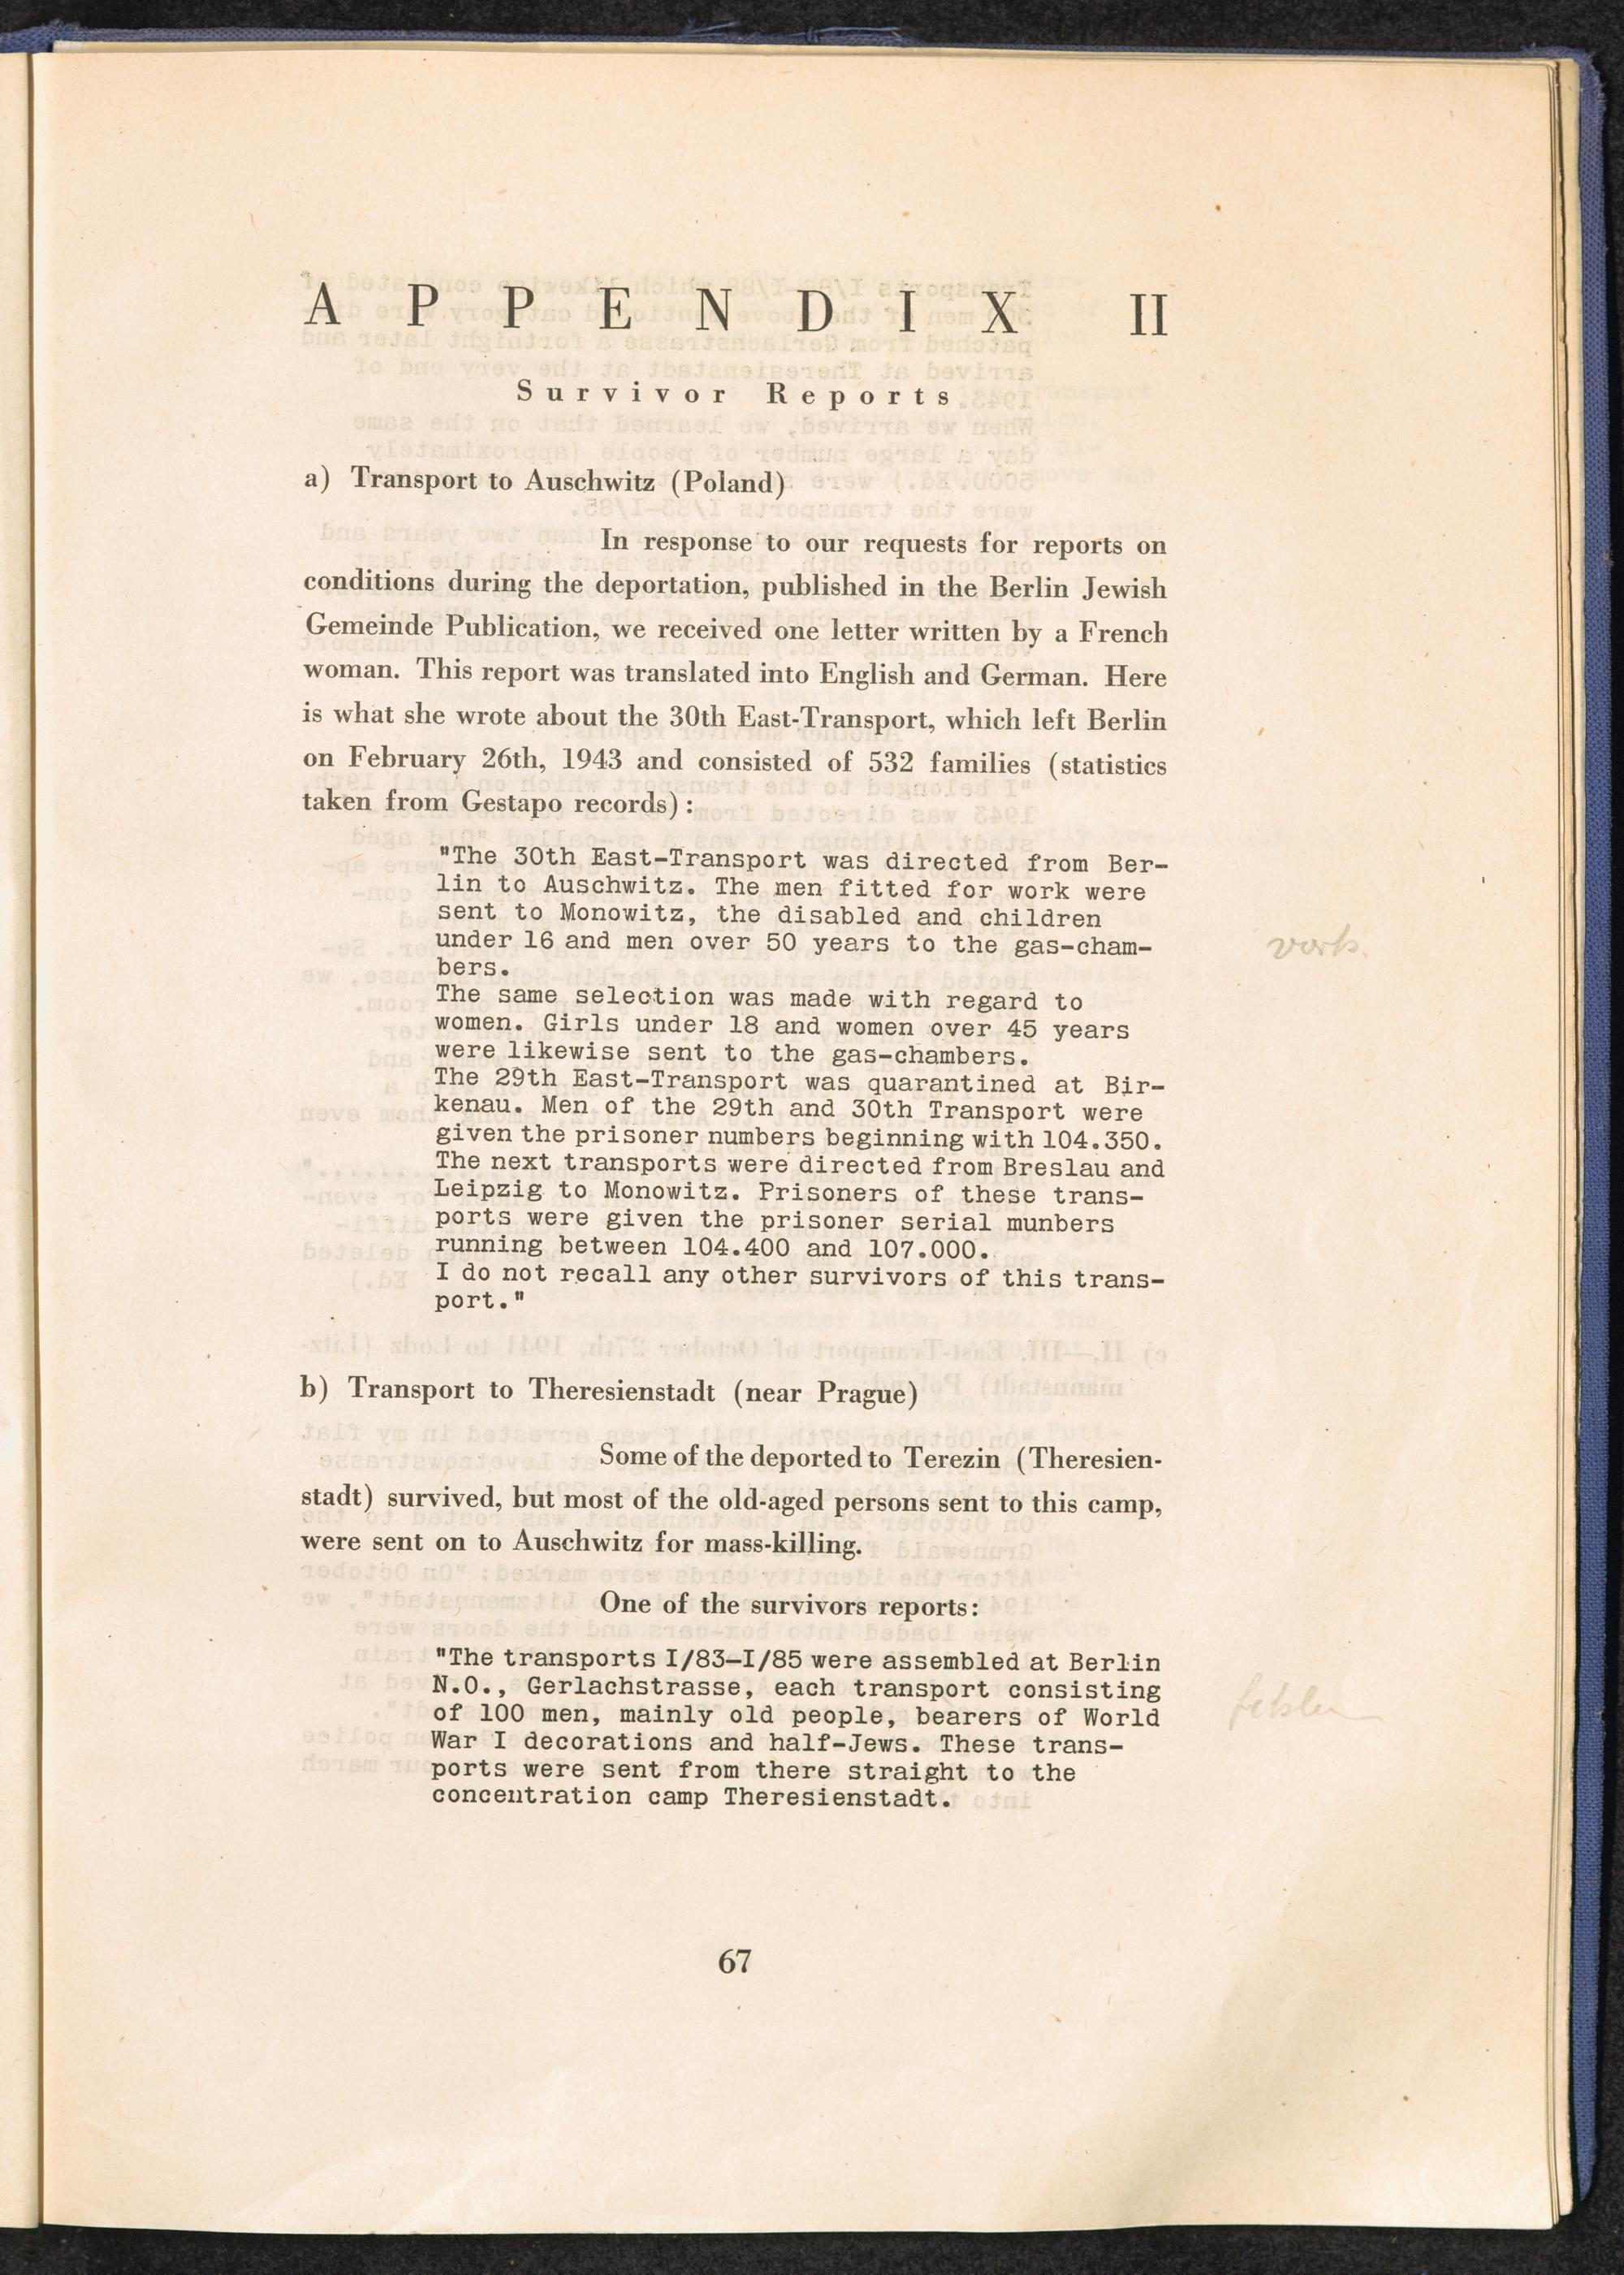 APPENDIX II
Survivor Reports
a) Transport to Auschwitz (Poland)
In response to our requests for reports on
conditions during the deportation, published in the Berlin Jewish
Gemeinde Publication, we received one letter written by a French
woman. This report was translated into English and German. Here
is what she wrote about the 30th East-Transport, which left Berlin
on February 26th, 1943 and consisted of 532 families (statistics
taken from Gestapo records):
"The 30th East-Transport was directed from Ber-
lin to Auschwitz. The men fitted for work were
sent to Monowitz, the disabled and children
under 16 and men over 50 years to the gas-cham-
bers.
The same selection was made with regard to
women. Girls under 18 and women over 45 years
were likewise sent to the gas-chambers.
The 29th East-Transport was quarantined at Bir-
kenau. Men of the 29th and 30th Transport were
given the prisoner numbers beginning with 104.350.
The next transports were directed from Breslau and
Leipzig to Monowitz. Prisoners of these trans-
ports were given the prisoner serial munbers
running between 104.400 and 107.000.
I do not recall any other survivors of this trans-
port."
b) Transport to Theresienstadt (near Prague)
Some of the deported to Terezin (Theresien-
stadt) survived, but most of the old-aged persons sent to this camp,
were sent on to Auschwitz for mass-killing.
One of the survivors reports:
"The transports I/83—I/85 were assembled at Berlin
N.O., Gerlachstrasse, each transport consisting
of 100 men, mainly old people, bearers of World
War I decorations and half-Jews. These trans-
ports were sent from there straight to the
concentration camp Theresienstadt.
67